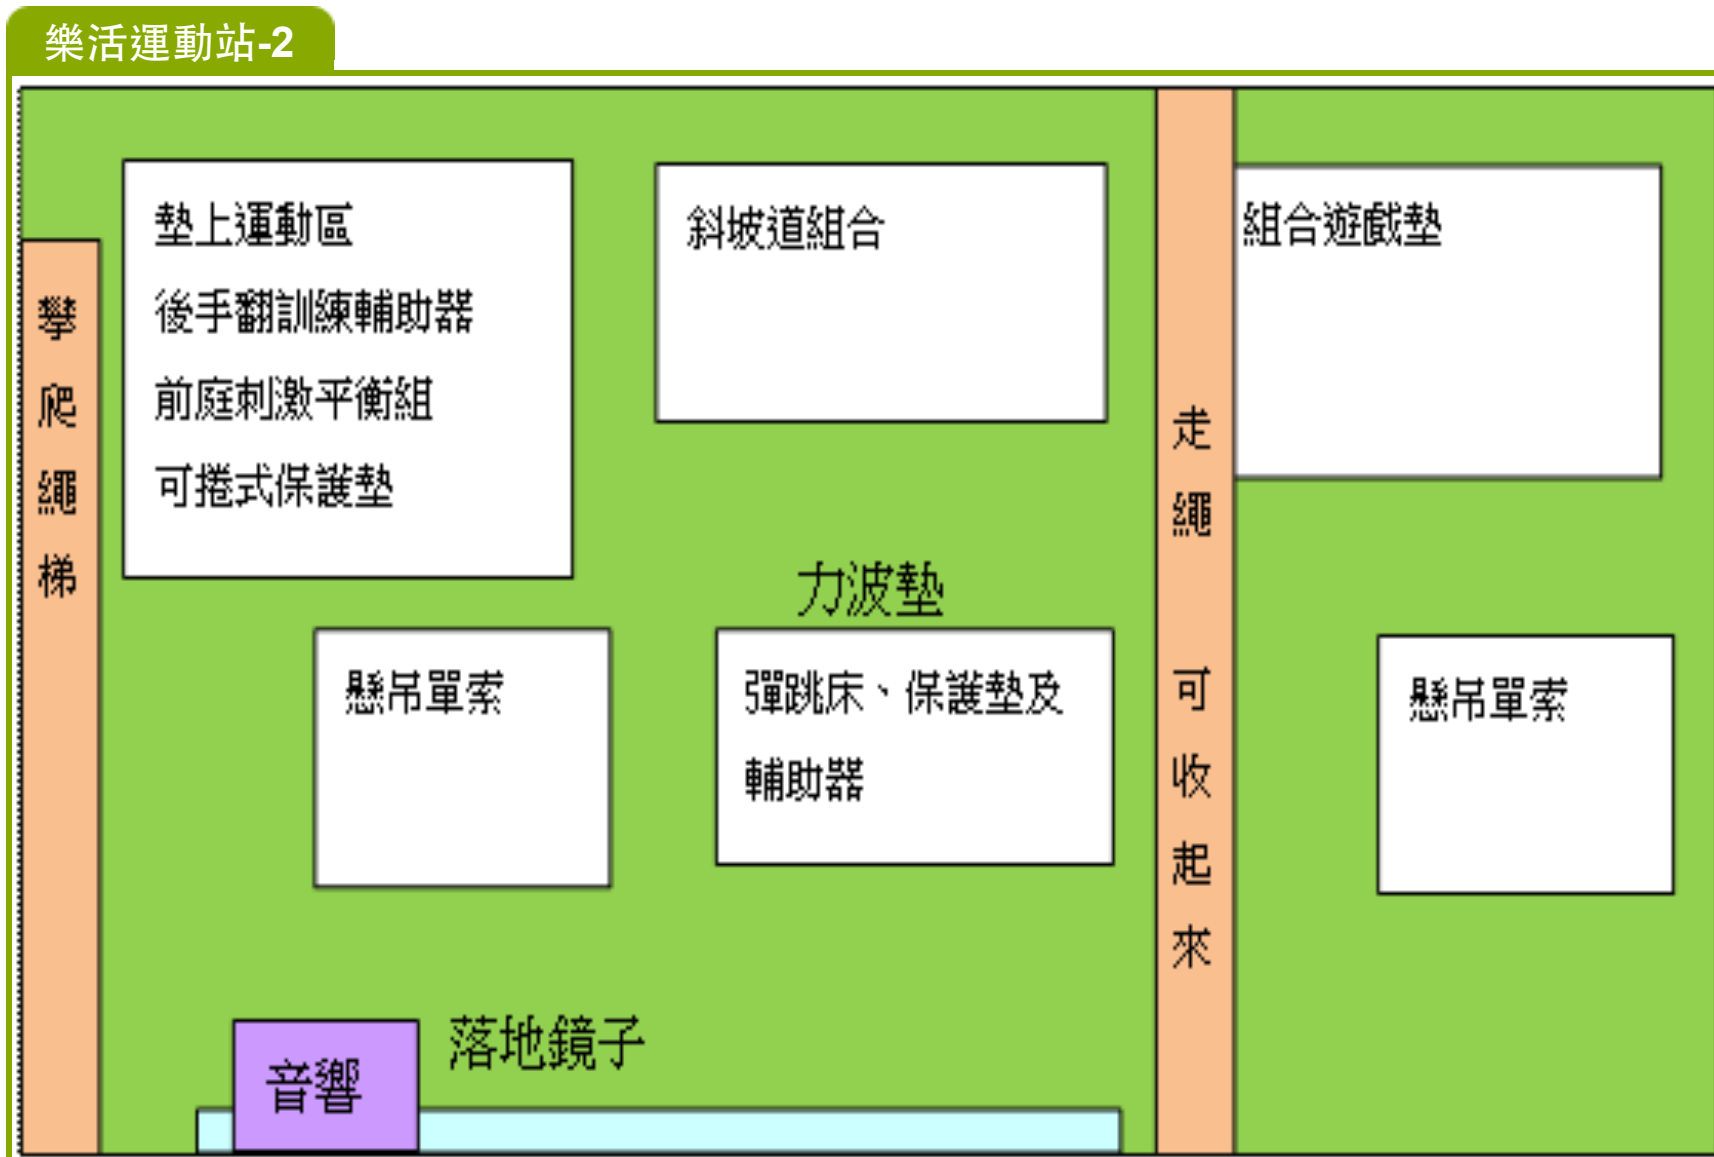 樂活運動站-2
墊上運動區
後手翻訓練輔助器
前庭刺激平衡組
可捲式保護墊
斜坡道組合
組合遊戲墊
攀爬繩梯
走繩 可收起來
力波墊
懸吊單索
彈跳床、保護墊及
輔助器
懸吊單索
落地鏡子
音響